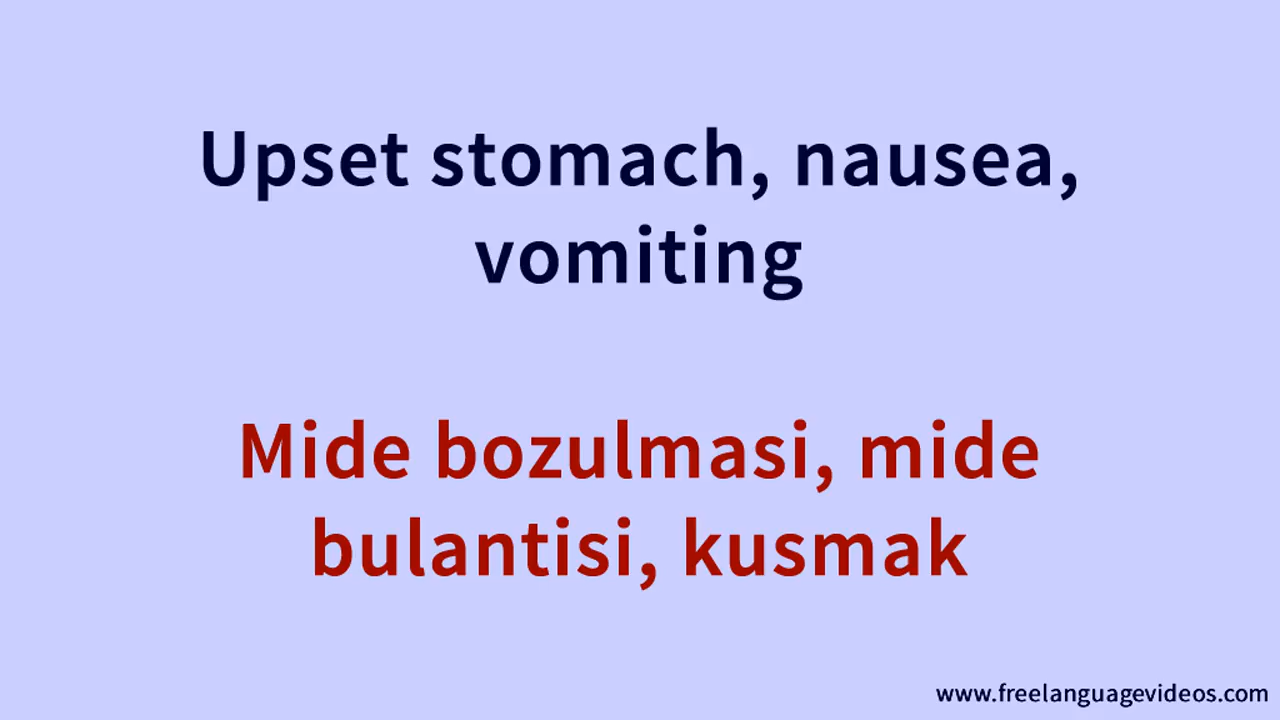 Upset stomach, nausea,
vomiting
Mide bozulmasi, mide
bulantisi, kusmak
www.freelanguagevideos.com